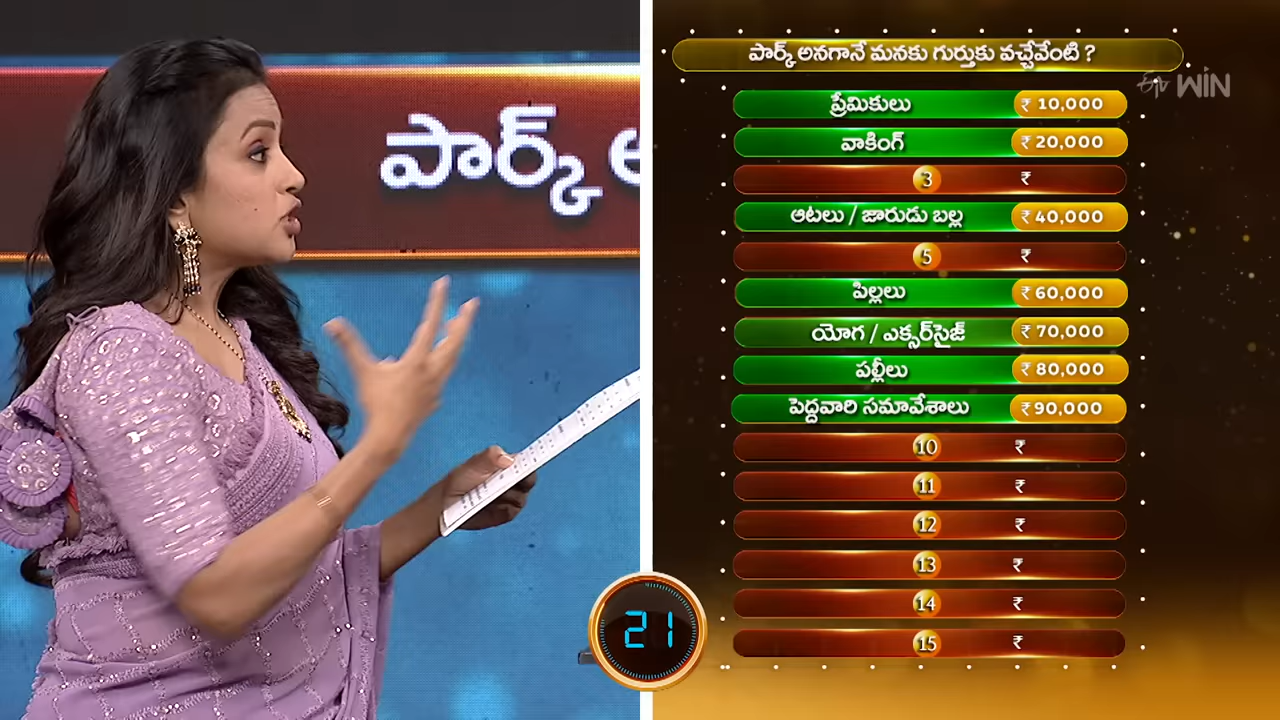 పార్క్ అ
పార్క్ అనగానే మనకు గుర్తుకు వచ్చేవేంటి ?
ఈటీవీ WIN
ప్రేమికులు ₹ 10,000
వాకింగ్ ₹ 20,000
3 ₹
ఆటలు / జారుడు బల్ల ₹ 40,000
5 ₹
పిల్లలు ₹ 60,000
యోగ / ఎక్సర్‌సైజ్ ₹ 70,000
పల్లీలు ₹ 80,000
పెద్దవారి సమావేశాలు ₹ 90,000
10 ₹
11 ₹
12 ₹
13 ₹
14 ₹
15 ₹
21